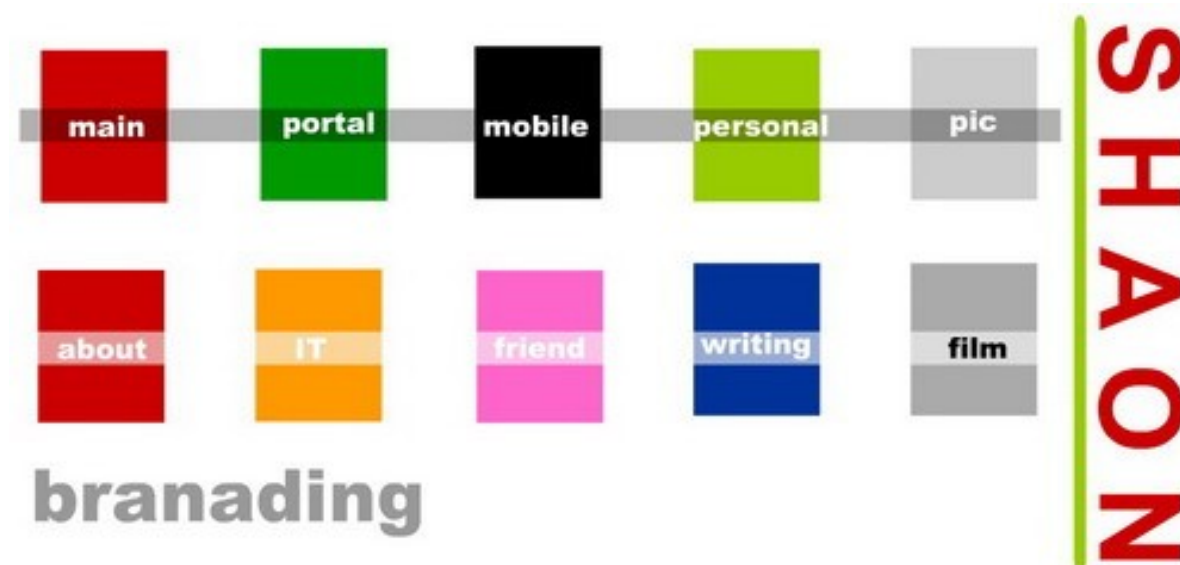 main portal mobile personal pic
about IT friend writing film
branading
SHAON